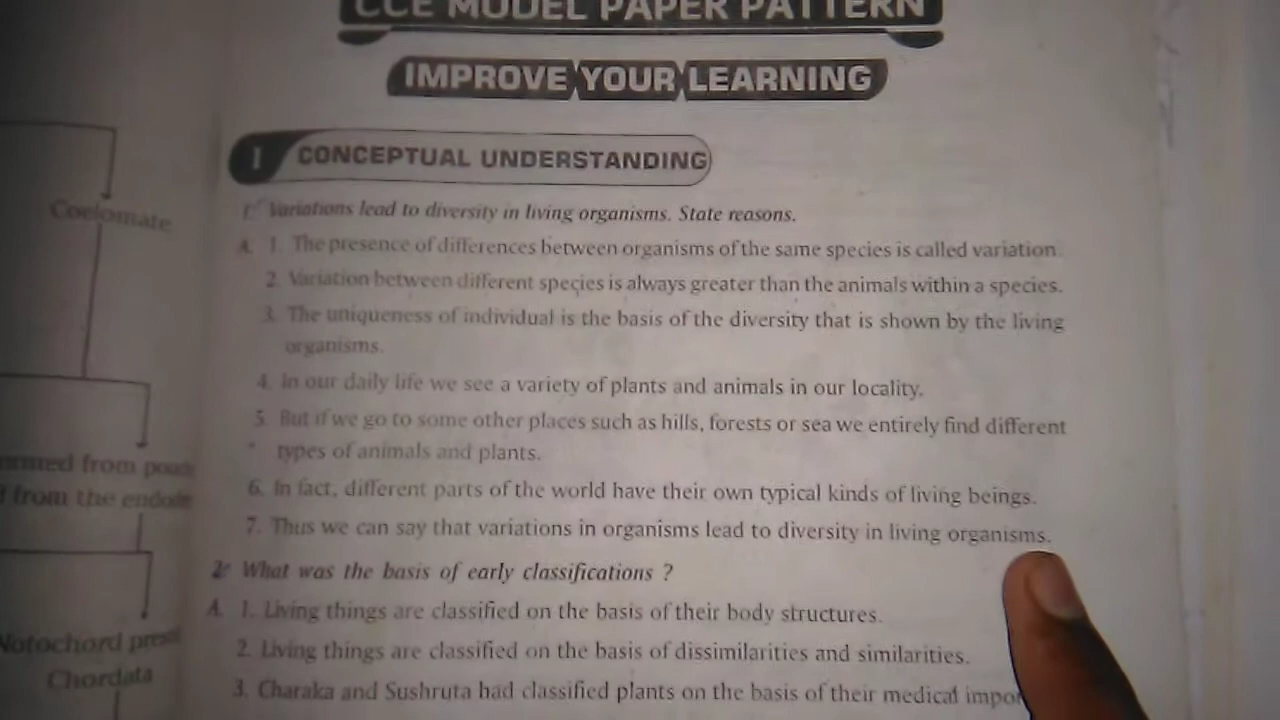 CCE MODEL PAPER PATTERN
IMPROVE YOUR LEARNING
I CONCEPTUAL UNDERSTANDING
1. Variations lead to diversity in living organisms. State reasons.
A. 1. The presence of differences between organisms of the same species is called variation.
2. Variation between different species is always greater than the animals within a species.
3. The uniqueness of individual is the basis of the diversity that is shown by the living
organisms.
4. In our daily life we see a variety of plants and animals in our locality.
5. But if we go to some other places such as hills, forests or sea we entirely find different
types of animals and plants.
6. In fact, different parts of the world have their own typical kinds of living beings.
7. Thus we can say that variations in organisms lead to diversity in living organisms.
2. What was the basis of early classifications ?
A. 1. Living things are classified on the basis of their body structures.
2. Living things are classified on the basis of dissimilarities and similarities.
3. Charaka and Sushruta had classified plants on the basis of their medical
Coelomate
from
from the
Notochord
Chordata